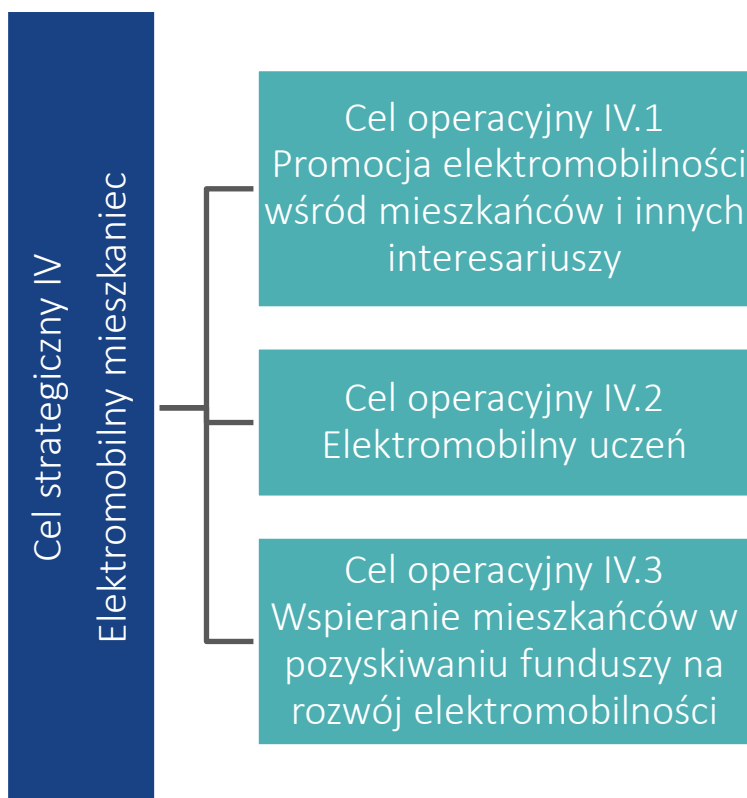 Cel strategiczny IV
Elektromobilny mieszkaniec
Cel operacyjny IV.1
Promocja elektromobilności
wśród mieszkańców i innych
interesariuszy
Cel operacyjny IV.2
Elektromobilny uczeń
Cel operacyjny IV.3
Wspieranie mieszkańców w
pozyskiwaniu funduszy na
rozwój elektromobilności